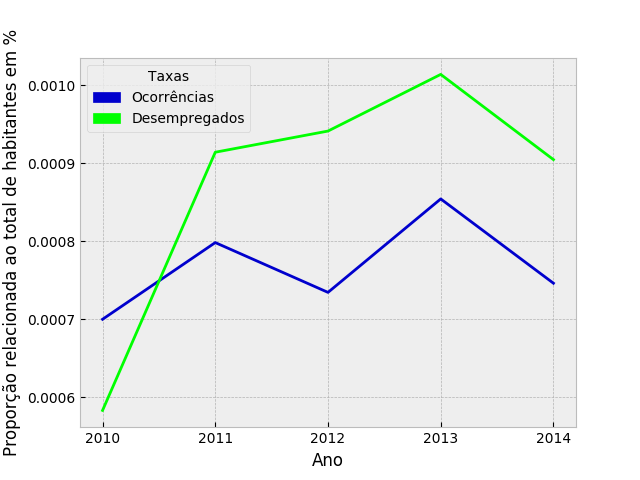 Proporção relacionada ao total de habitantes em %
0.0010
0.0009
0.0008
0.0007
0.0006
Taxas
Ocorrências
Desempregados
2010 2011 2012 2013 2014
Ano